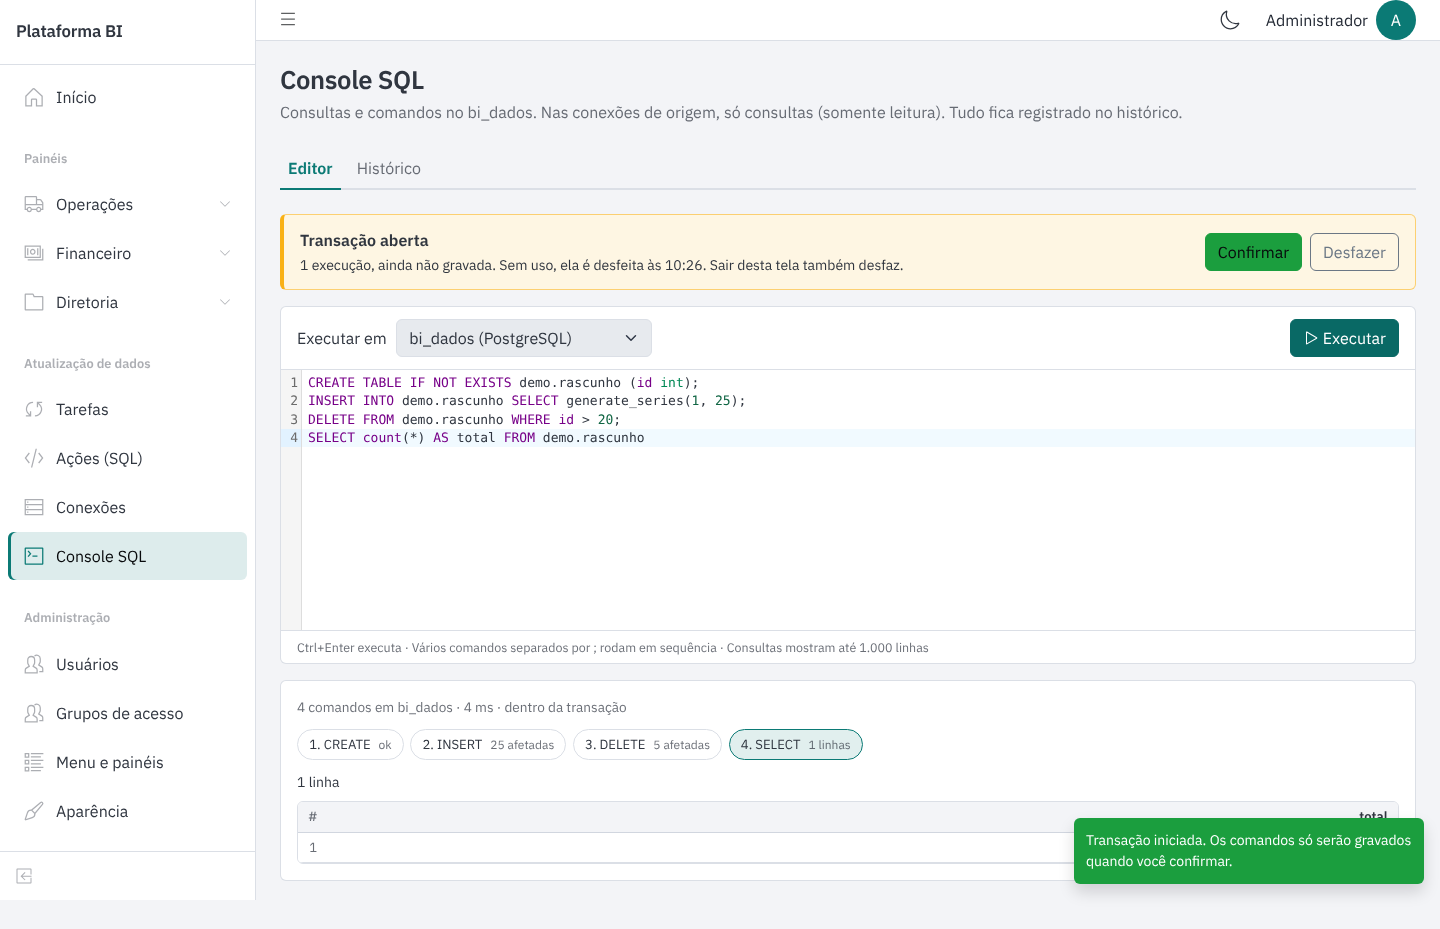 Plataforma BI
Administrador
A
Início
Painéis
Operações
Financeiro
Diretoria
Atualização de dados
Tarefas
Ações (SQL)
Conexões
Console SQL
Administração
Usuários
Grupos de acesso
Menu e painéis
Aparência
Console SQL
Consultas e comandos no bi_dados. Nas conexões de origem, só consultas (somente leitura). Tudo fica registrado no histórico.
Editor
Histórico
Transação aberta
1 execução, ainda não gravada. Sem uso, ela é desfeita às 10:26. Sair desta tela também desfaz.
Confirmar
Desfazer
Executar em
bi_dados (PostgreSQL)
Executar
1 CREATE TABLE IF NOT EXISTS demo.rascunho (id int);
2 INSERT INTO demo.rascunho SELECT generate_series(1, 25);
3 DELETE FROM demo.rascunho WHERE id > 20;
4 SELECT count(*) AS total FROM demo.rascunho
Ctrl+Enter executa · Vários comandos separados por ; rodam em sequência · Consultas mostram até 1.000 linhas
4 comandos em bi_dados · 4 ms · dentro da transação
1. CREATE ok
2. INSERT 25 afetadas
3. DELETE 5 afetadas
4. SELECT 1 linhas
1 linha
# total
1
Transação iniciada. Os comandos só serão gravados
quando você confirmar.